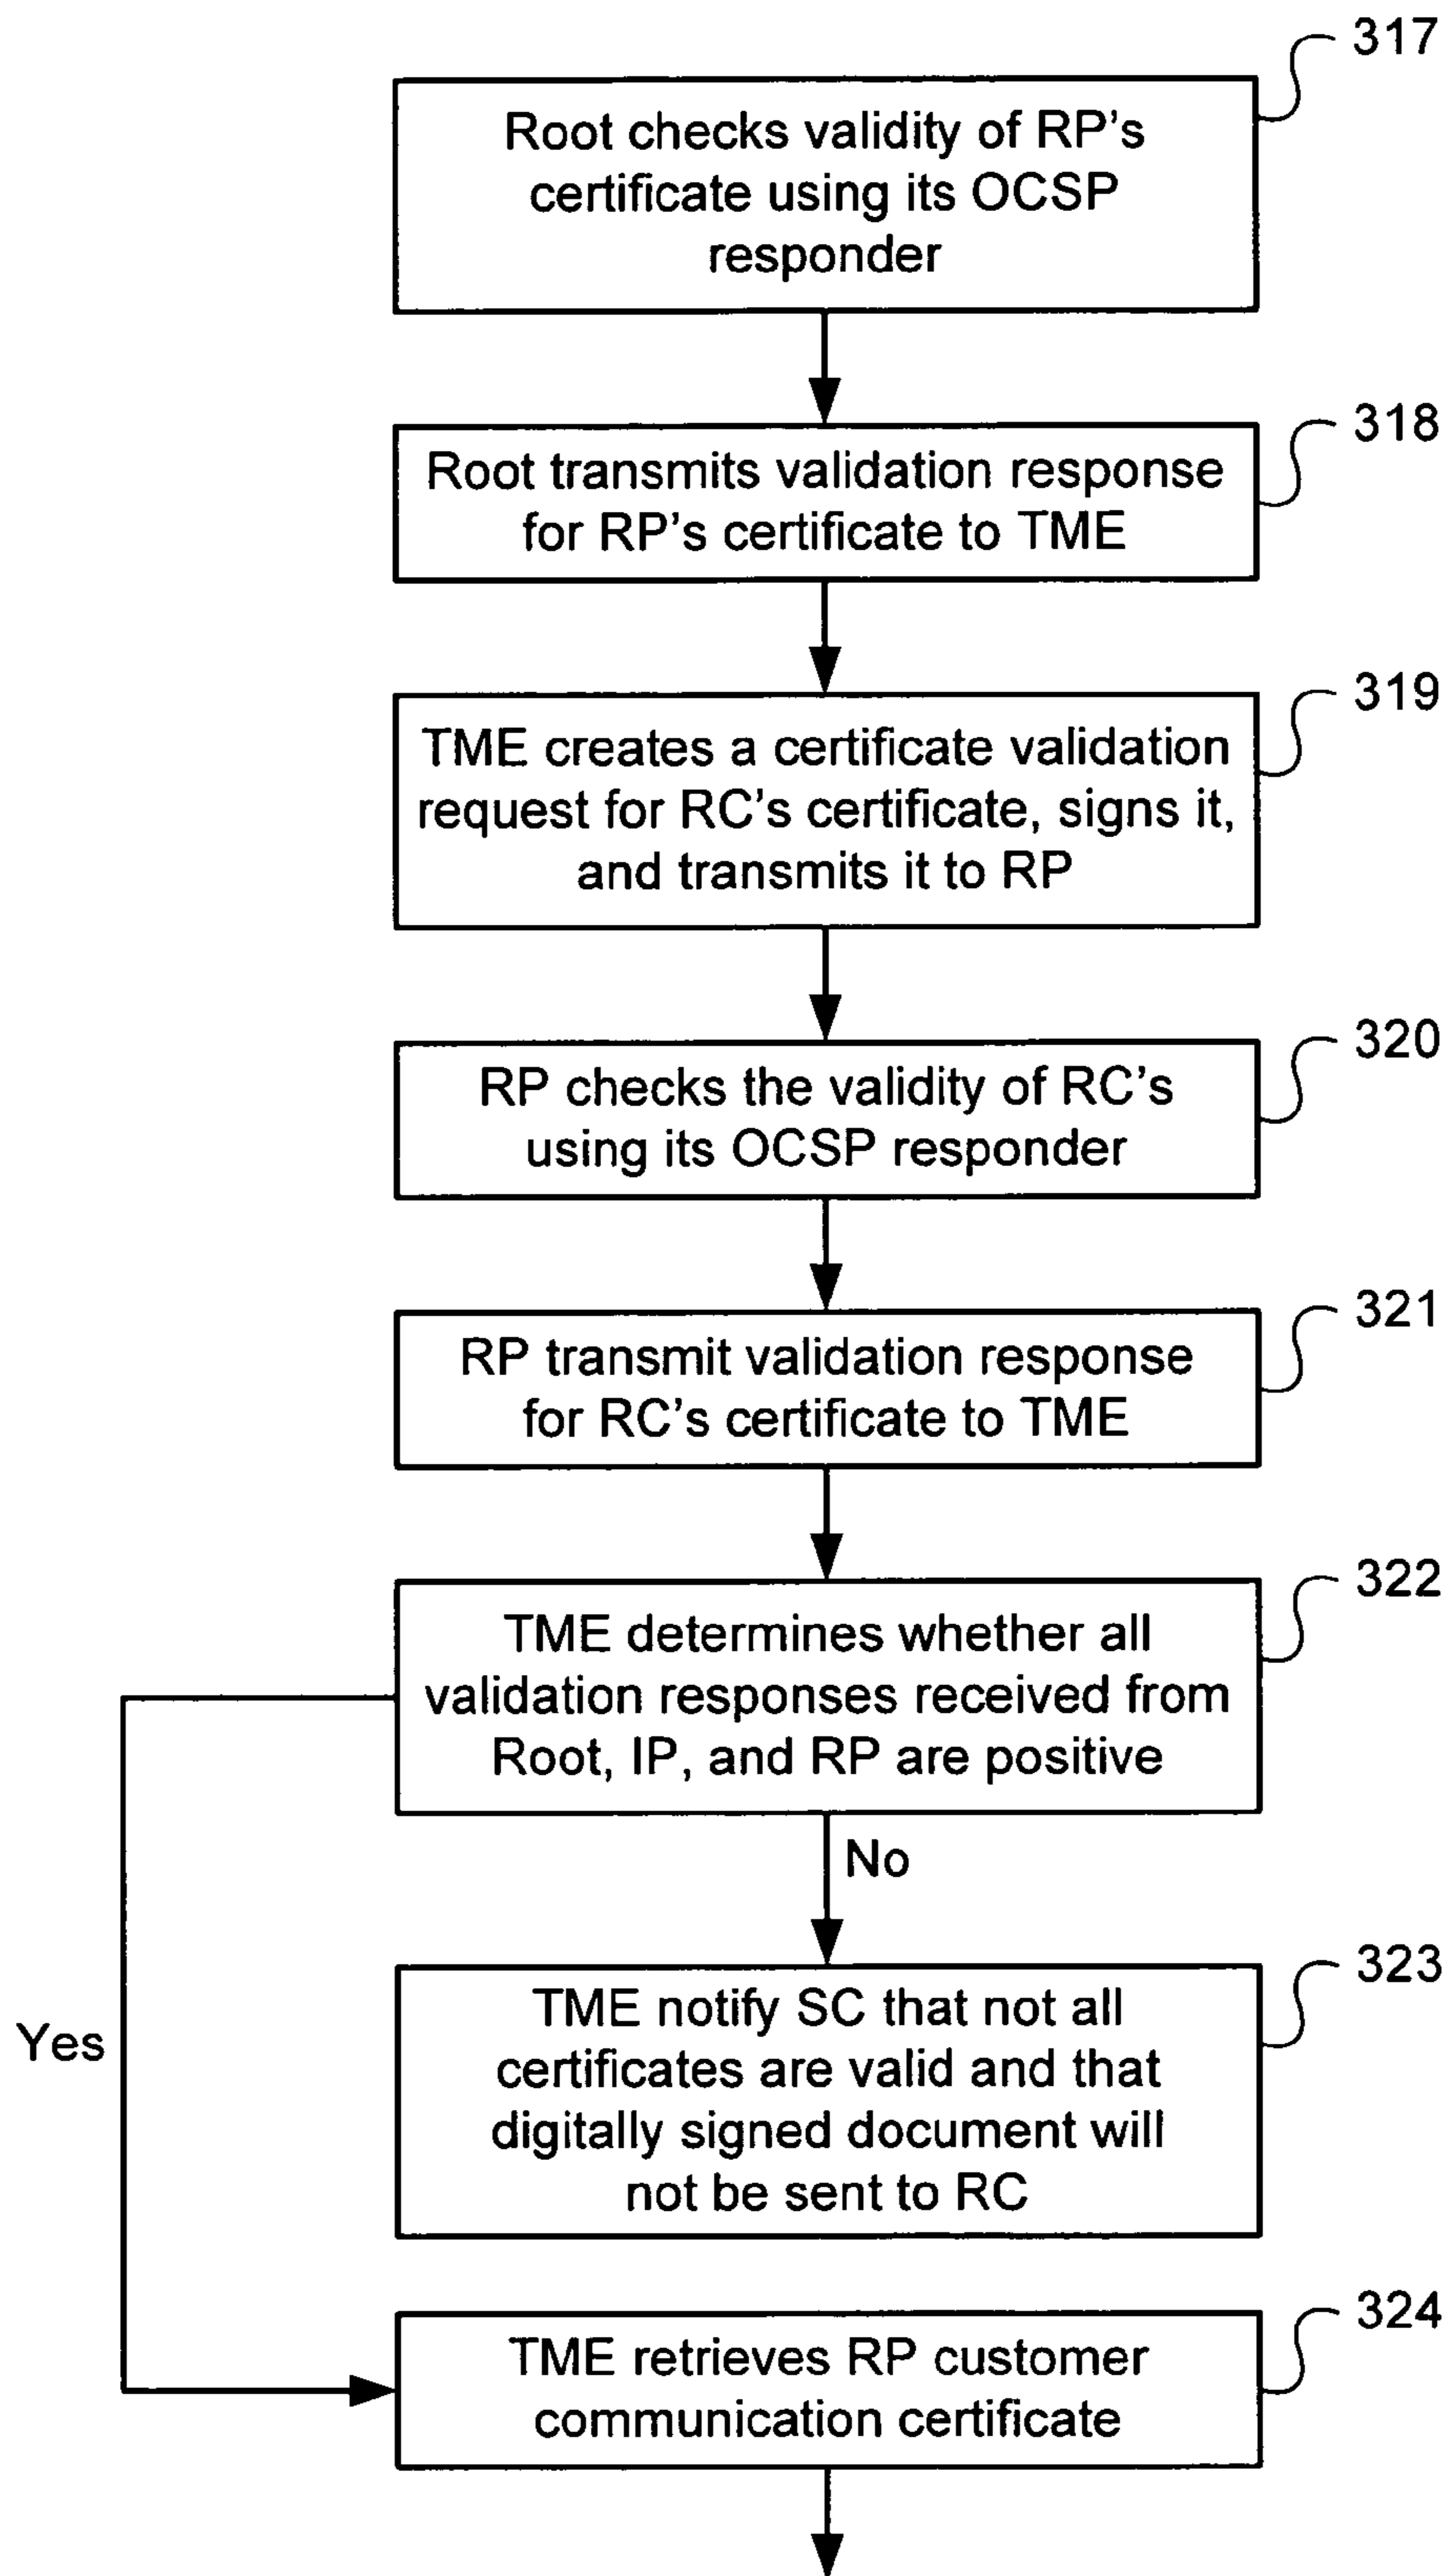 317
Root checks validity of RP's
certificate using its OCSP
responder
318
Root transmits validation response
for RP's certificate to TME
319
TME creates a certificate validation
request for RC's certificate, signs it,
and transmits it to RP
320
RP checks the validity of RC's
using its OCSP responder
321
RP transmit validation response
for RC's certificate to TME
322
TME determines whether all
validation responses received from
Root, IP, and RP are positive
No
323
TME notify SC that not all
certificates are valid and that
digitally signed document will
not be sent to RC
Yes
324
TME retrieves RP customer
communication certificate